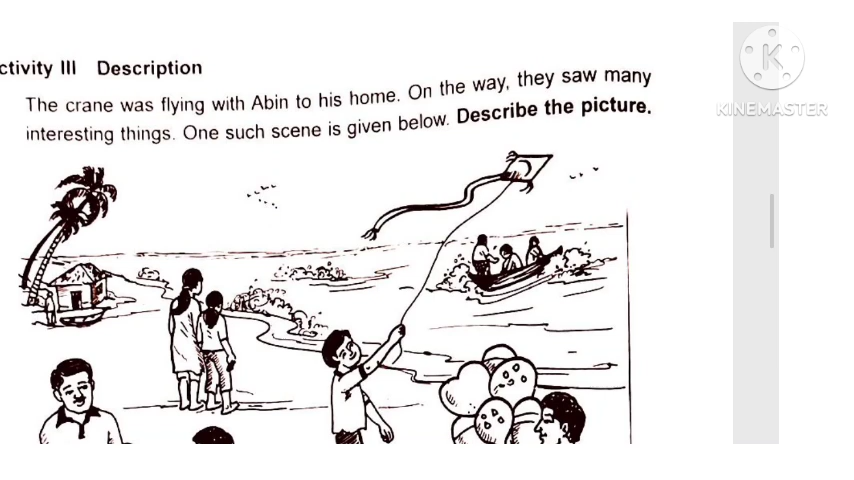 ctivity III Description
The crane was flying with Abin to his home. On the way, they saw many
interesting things. One such scene is given below. Describe the picture.
K
KINEMASTER